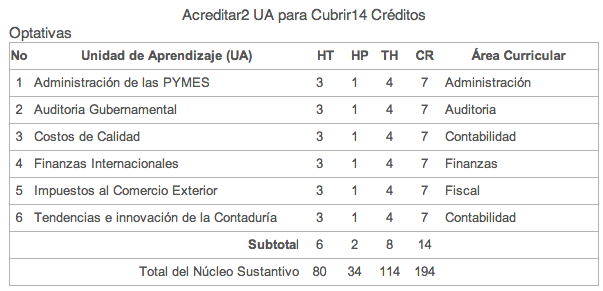 Acreditar2 UA para Cubrir14 Créditos
Optativas
No Unidad de Aprendizaje (UA) HT HP TH CR Área Curricular
1 Administración de las PYMES 3 1 4 7 Administración
2 Auditoria Gubernamental 3 1 4 7 Auditoria
3 Costos de Calidad 3 1 4 7 Contabilidad
4 Finanzas Internacionales 3 1 4 7 Finanzas
5 Impuestos al Comercio Exterior 3 1 4 7 Fiscal
6 Tendencias e innovación de la Contaduría 3 1 4 7 Contabilidad
Subtotal 6 2 8 14
Total del Núcleo Sustantivo 80 34 114 194